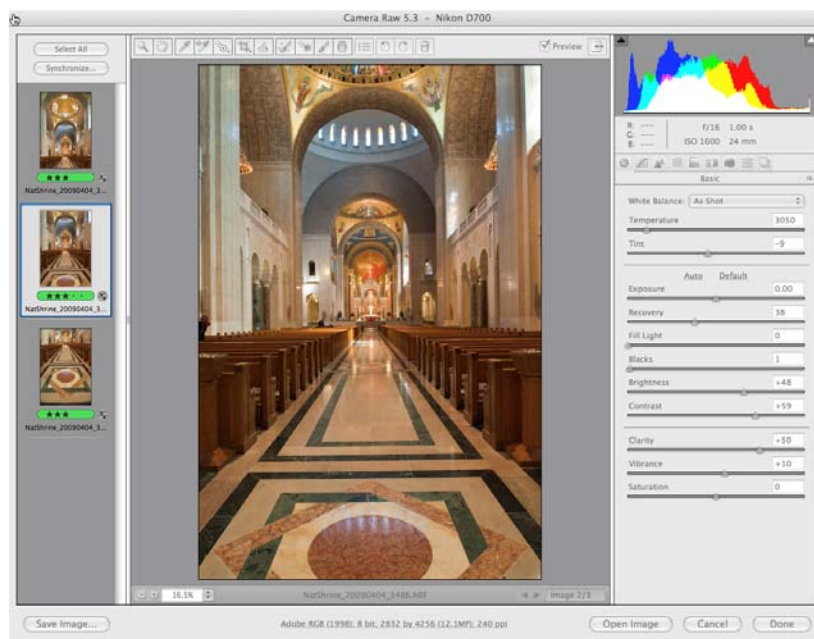 Camera Raw 5.3 – Nikon D700
Select All
Synchronize...
NatShrine_20090404_3...
NatShrine_20090404_3...
NatShrine_20090404_3...
Preview
R: ---
G: ---
B: ---
f/16 1.00 s
ISO 1600 24 mm
Basic
White Balance: As Shot
Temperature 3050
Tint -9
Auto Default
Exposure 0.00
Recovery 38
Fill Light 0
Blacks 1
Brightness +48
Contrast +59
Clarity +50
Vibrance +10
Saturation 0
16.5%
NatShrine_20090404_3486.NEF
Image 2/3
Save Image...
Adobe RGB (1998); 8 bit; 2832 by 4256 (12.1MP); 240 ppi
Open Image
Cancel
Done